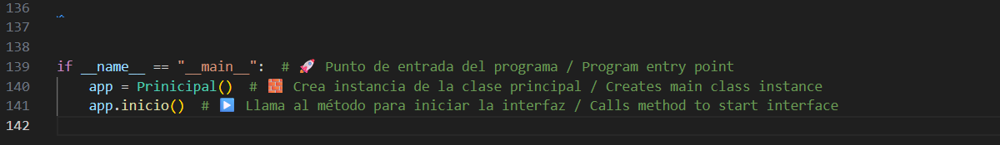 136
137
138
139 if __name__ == "__main__":  # 🚀 Punto de entrada del programa / Program entry point
140     app = Prinicipal()  # 🧱 Crea instancia de la clase principal / Creates main class instance
141     app.inicio()  # ▶️ Llama al método para iniciar la interfaz / Calls method to start interface
142